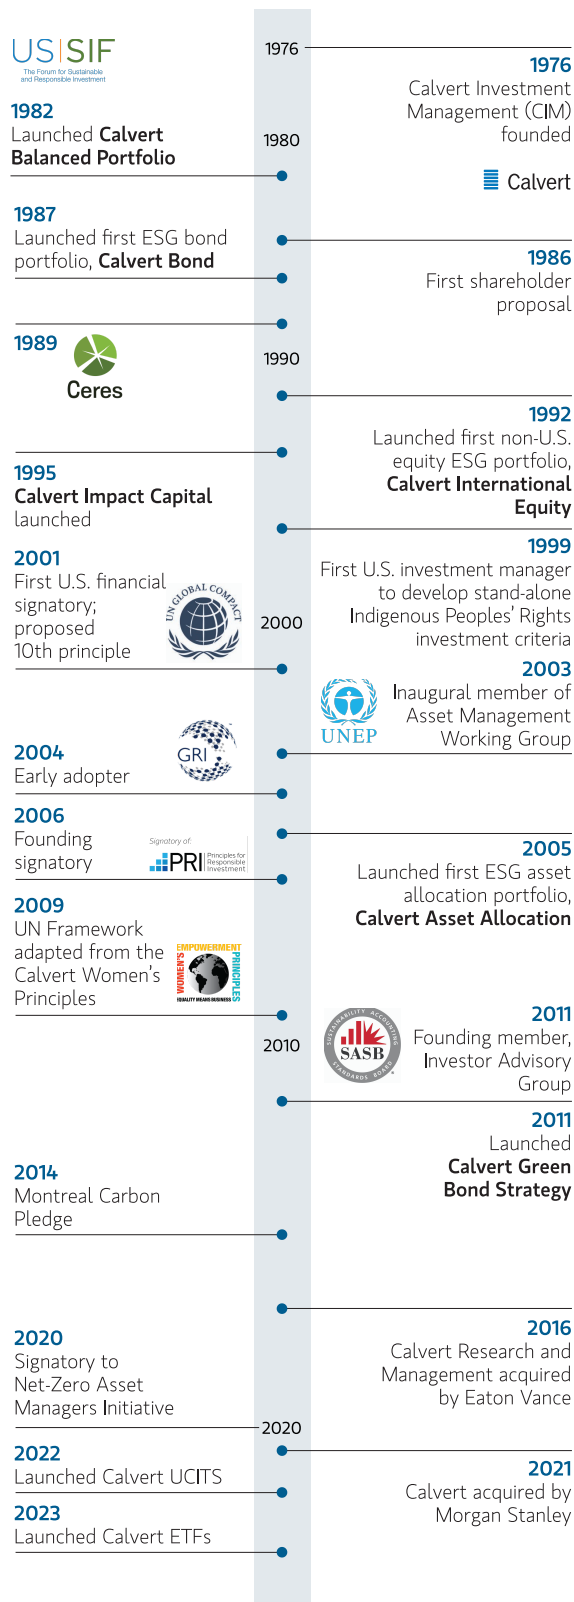 US|SIF
The Forum for Sustainable
and Responsible Investment
1976
1976
Calvert Investment
Management (CIM)
founded
Calvert
1982
Launched Calvert
Balanced Portfolio
1980
1987
Launched first ESG bond
portfolio, Calvert Bond
1986
First shareholder
proposal
1989
Ceres
1990
1992
Launched first non-U.S.
equity ESG portfolio,
Calvert International
Equity
1995
Calvert Impact Capital
launched
1999
First U.S. investment manager
to develop stand-alone
Indigenous Peoples' Rights
investment criteria
2001
First U.S. financial
signatory;
proposed
10th principle
UN GLOBAL COMPACT
2000
2003
Inaugural member of
Asset Management
Working Group
UNEP
2004
Early adopter
GRI
2006
Founding
signatory
Signatory of:
PRI
Principles for
Responsible
Investment
2005
Launched first ESG asset
allocation portfolio,
Calvert Asset Allocation
2009
UN Framework
adapted from the
Calvert Women's
Principles
WOMEN'S
EMPOWERMENT
PRINCIPLES
EQUALITY MEANS BUSINESS
2010
2011
Founding member,
Investor Advisory
Group
SUSTAINABILITY ACCOUNTING
SASB
STANDARDS BOARD
2011
Launched
Calvert Green
Bond Strategy
2014
Montreal Carbon
Pledge
2016
Calvert Research and
Management acquired
by Eaton Vance
2020
Signatory to
Net-Zero Asset
Managers Initiative
2020
2021
Calvert acquired by
Morgan Stanley
2022
Launched Calvert UCITS
2023
Launched Calvert ETFs